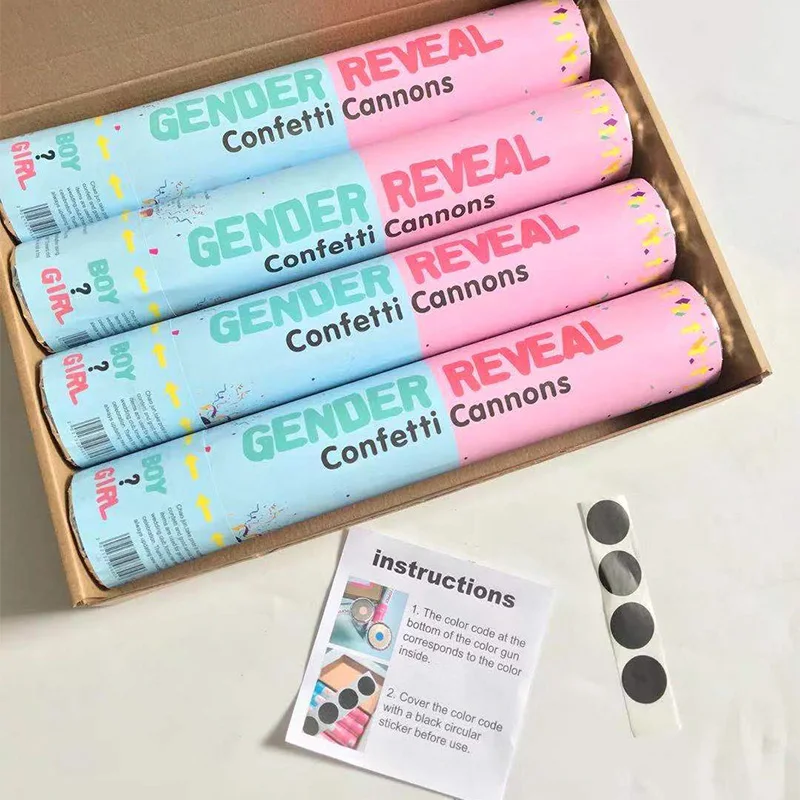 GENDER REVEAL
Confetti Cannons
BOY
?
GIRL
GENDER REVEAL
Confetti Cannons
BOY
?
GIRL
GENDER REVEAL
Confetti Cannons
BOY
?
GIRL
GENDER REVEAL
Confetti Cannons
BOY
?
GIRL
instructions
1. The color code at the
bottom of the color gun
corresponds to the color
inside.
2. Cover the color code
with a black circular
sticker before use.